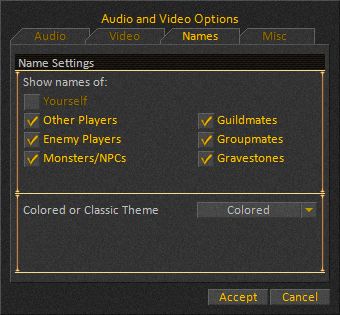 Audio and Video Options
Audio Video Names Misc
Name Settings
Show names of:
Yourself
Other Players Guildmates
Enemy Players Groupmates
Monsters/NPCs Gravestones
Colored or Classic Theme Colored
Accept Cancel